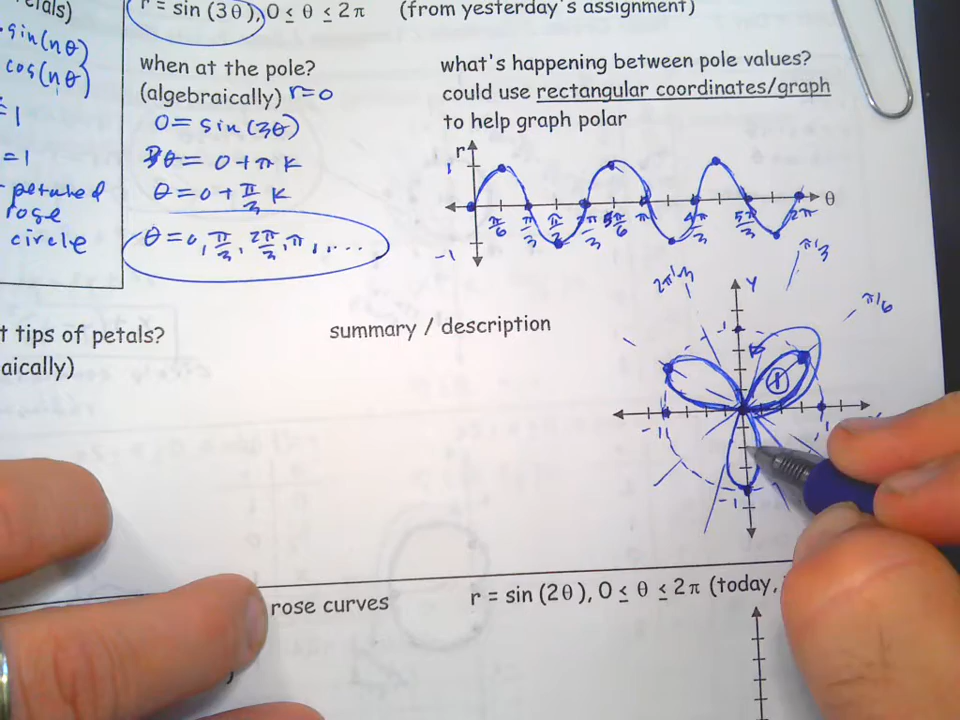 r = sin (3θ), 0 ≤ θ ≤ 2π (from yesterday's assignment)
sin(nθ)
cos(nθ)
= 1
= 1
petaled
rose
circle
when at the pole?
(algebraically) r=0
0 = sin(3θ)
3θ = 0 + π k
θ = 0 + π/3 k
θ = 0, π/3, 2π/3, π, ....
what's happening between pole values?
could use rectangular coordinates/graph
to help graph polar
r
1
-1
π/6 π/3 π/2 π/3 5π/6 π 4π/3 5π/3 2π θ
2π/3 y π/3 π/6
1
1
-1 1
-1
t tips of petals?
aically)
summary / description
rose curves r = sin (2θ), 0 ≤ θ ≤ 2π (today,